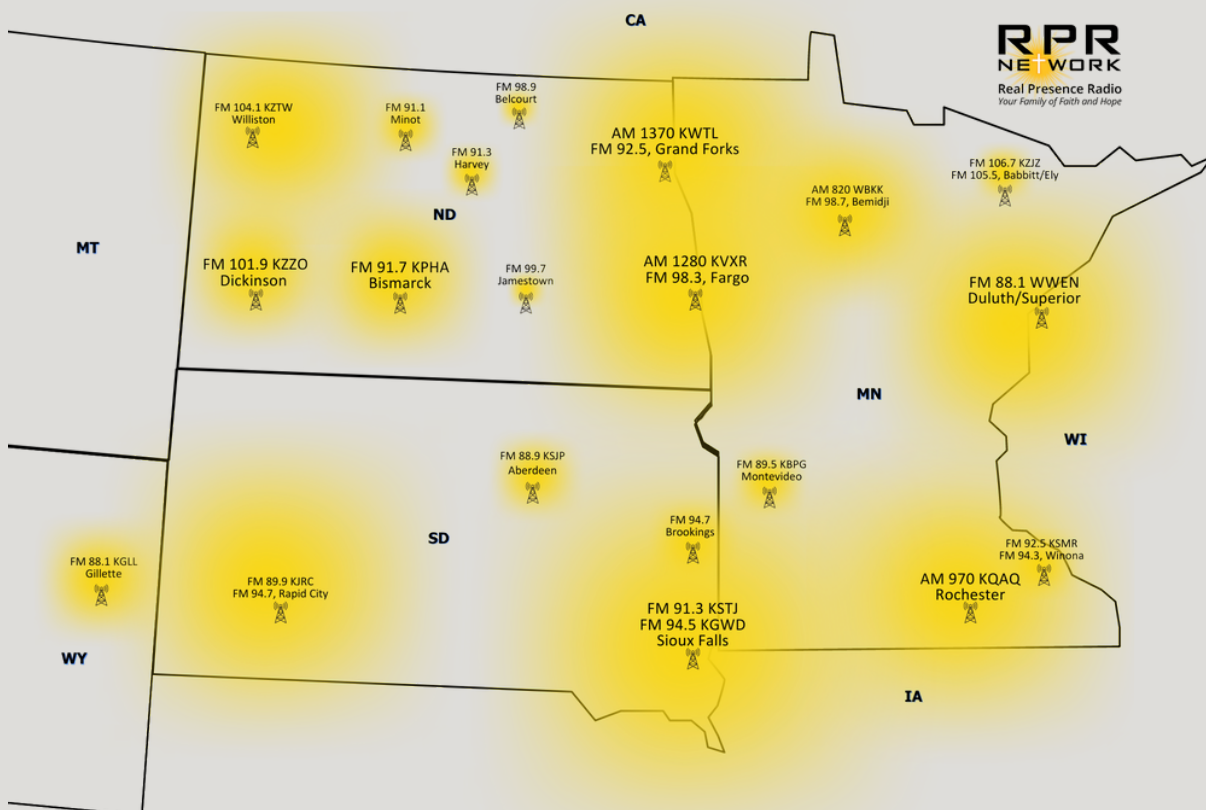 CA
RPR
NETWORK
Real Presence Radio
Your Family of Faith and Hope
FM 104.1 KZTW
Williston
FM 91.1
Minot
FM 98.9
Belcourt
FM 91.3
Harvey
AM 1370 KWTL
FM 92.5, Grand Forks
AM 820 WBKK
FM 98.7, Bemidji
FM 106.7 KZJZ
FM 105.5, Babbitt/Ely
ND
MT
FM 101.9 KZZO
Dickinson
FM 91.7 KPHA
Bismarck
FM 99.7
Jamestown
AM 1280 KVXR
FM 98.3, Fargo
FM 88.1 WWEN
Duluth/Superior
MN
WI
FM 88.9 KSJP
Aberdeen
FM 89.5 KBPG
Montevideo
SD
FM 94.7
Brookings
FM 88.1 KGLL
Gillette
FM 89.9 KJRC
FM 94.7, Rapid City
FM 92.5 KSMR
FM 94.3, Winona
AM 970 KQAQ
Rochester
FM 91.3 KSTJ
FM 94.5 KGWD
Sioux Falls
WY
IA